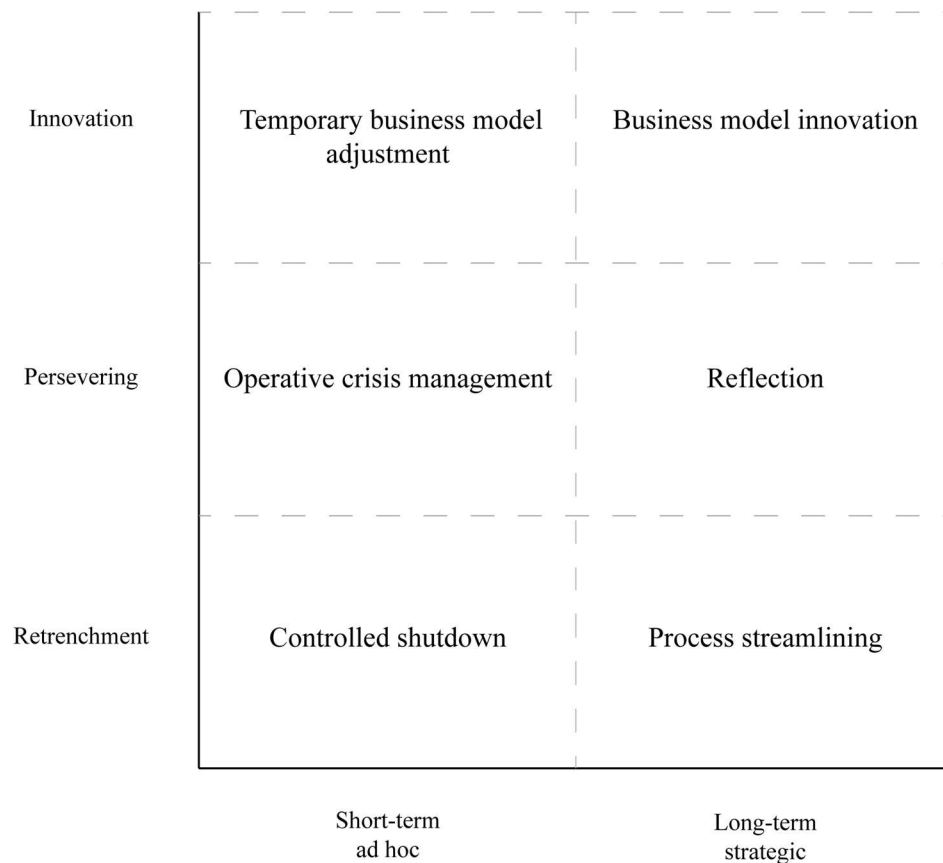 Innovation
Temporary business model
adjustment
Business model innovation
Persevering
Operative crisis management
Reflection
Retrenchment
Controlled shutdown
Process streamlining
Short-term
ad hoc
Long-term
strategic